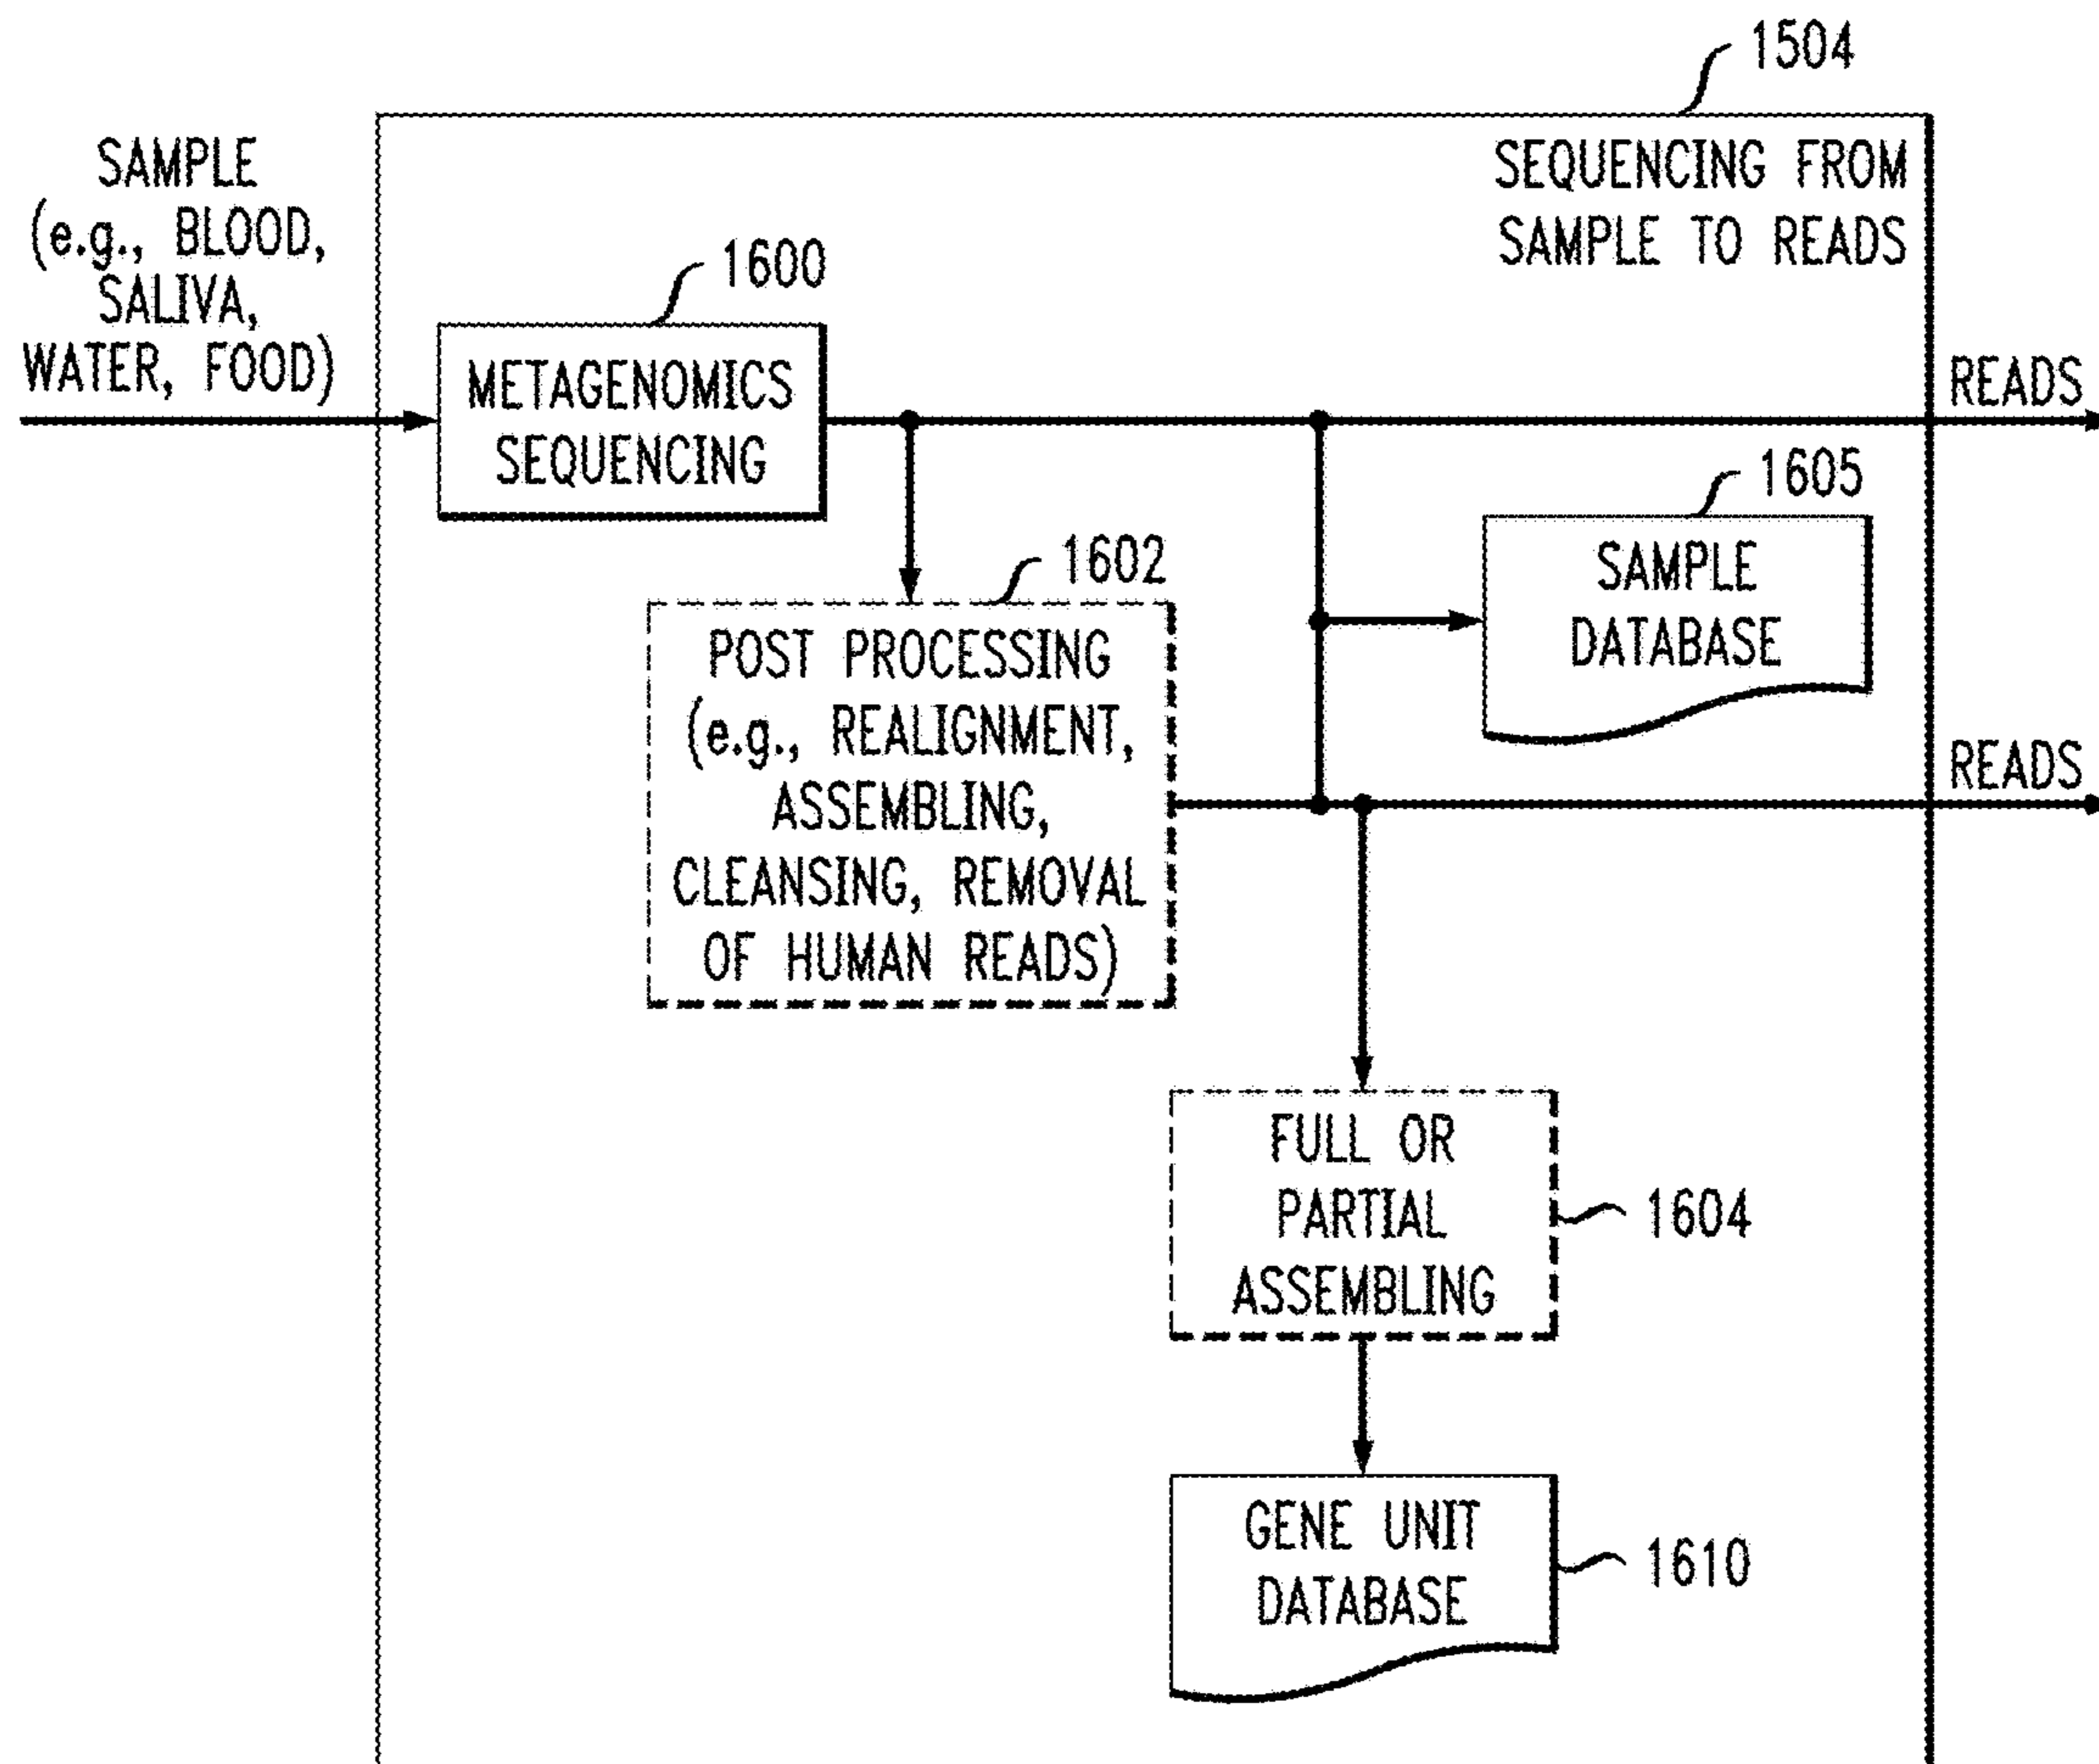 1504
SEQUENCING FROM
SAMPLE TO READS
SAMPLE
(e.g., BLOOD,
SALIVA,
WATER, FOOD)
1600
METAGENOMICS
SEQUENCING
READS
1605
SAMPLE
DATABASE
1602
POST PROCESSING
(e.g., REALIGNMENT,
ASSEMBLING,
CLEANSING, REMOVAL
OF HUMAN READS)
READS
FULL OR
PARTIAL
ASSEMBLING
1604
GENE UNIT
DATABASE
1610